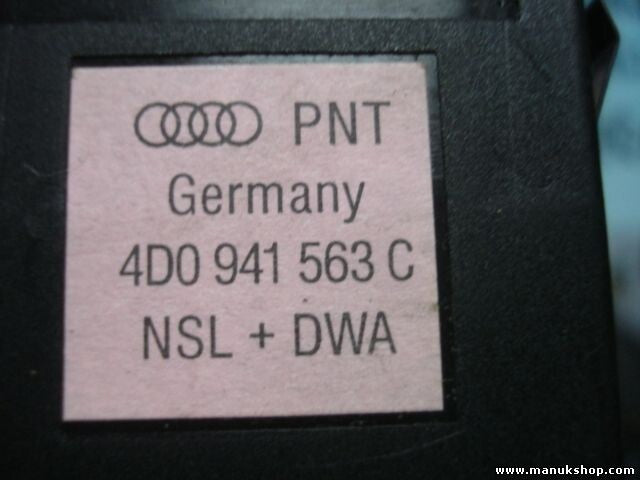 PNT
Germany
4D0 941 563 C
NSL + DWA
www.manukshop.com